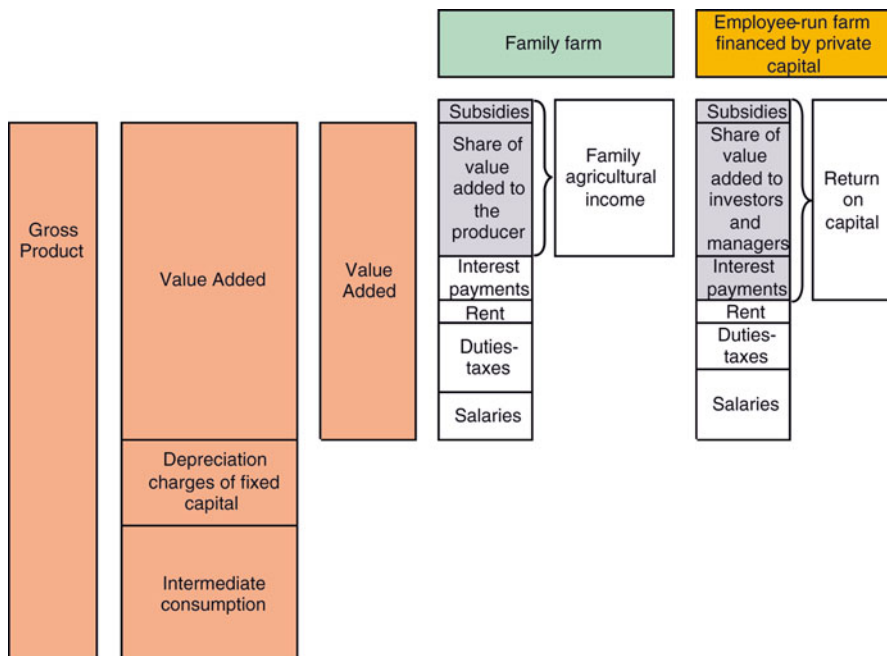 Family farm
Employee-run farm
financed by private
capital
Gross
Product
Value Added
Depreciation
charges of fixed
capital
Intermediate
consumption
Value
Added
Subsidies
Share of
value
added to
the
producer
Interest
payments
Rent
Duties-
taxes
Salaries
Family
agricultural
income
Subsidies
Share of
value
added to
investors
and
managers
Interest
payments
Rent
Duties-
taxes
Salaries
Return
on
capital